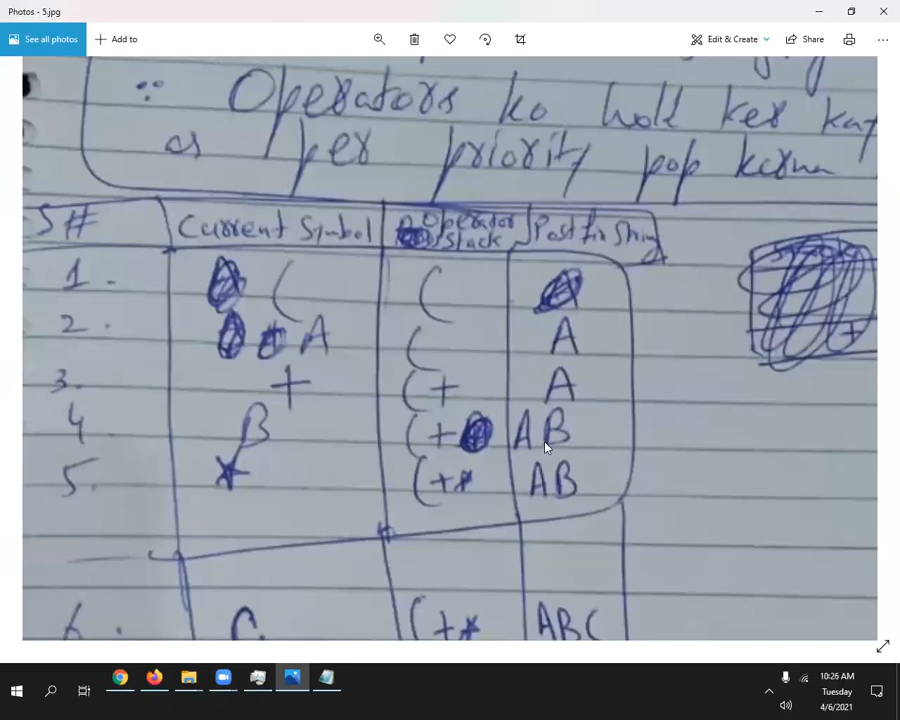 Photos - 5.jpg
See all photos
Add to
Edit & Create
Share
∵ Operators ko hold ker kay
as per priority pop kerna
S# Current Symbol Operator Stack Postfix String
1. ( (
2. A ( A
3. + (+ A
4 B (+ AB
5. * (+* AB
6. C (+* ABC
10:26 AM
Tuesday
4/6/2021